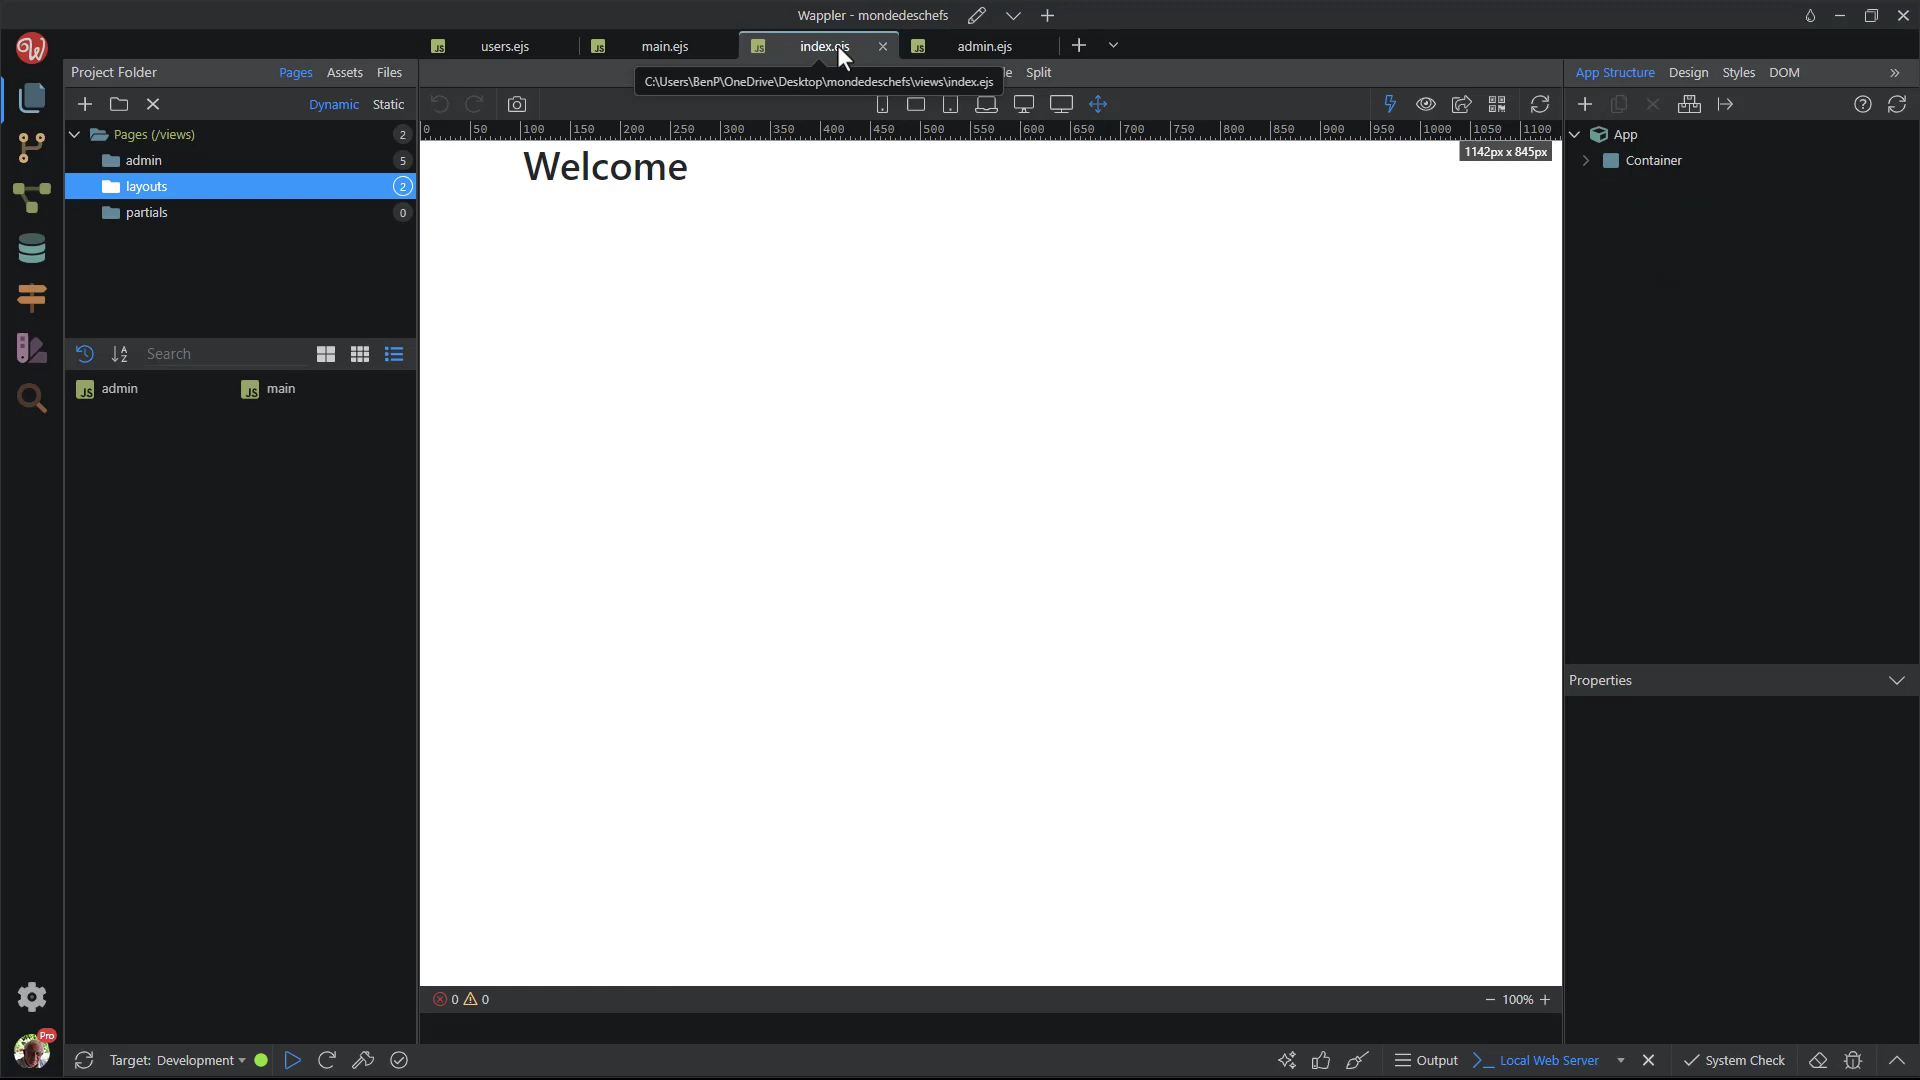 Wappler - mondedeschefs
users.ejs
main.ejs
index.ejs
admin.ejs
Project Folder
Pages
Assets
Files
C:\Users\BenP\OneDrive\Desktop\mondedeschefs\views\index.ejs
Split
App Structure
Design
Styles
DOM
Dynamic
Static
0 50 100 150 200 250 300 350 400 450 500 550 600 650 700 750 800 850 900 950 1000 1050 1100
Pages (/views)
2
admin
5
layouts
2
partials
0
Welcome
1142px x 845px
App
Container
Search
JS admin
JS main
Properties
0 0
100%
Pro
Target: Development
Output
Local Web Server
System Check